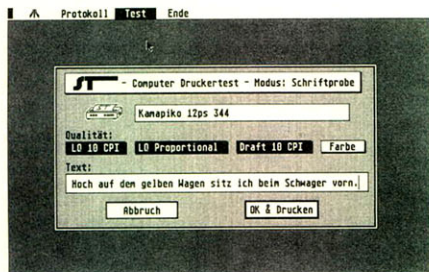 Protokoll Test Ende
ST - Computer Druckertest - Modus: Schriftprobe
Kamapiko 12ps 344
Qualität:
LQ 10 CPI LQ Proportional Draft 10 CPI Farbe
Text:
Hoch auf dem gelben Wagen sitz ich beim Schwager vorn.
Abbruch OK & Drucken